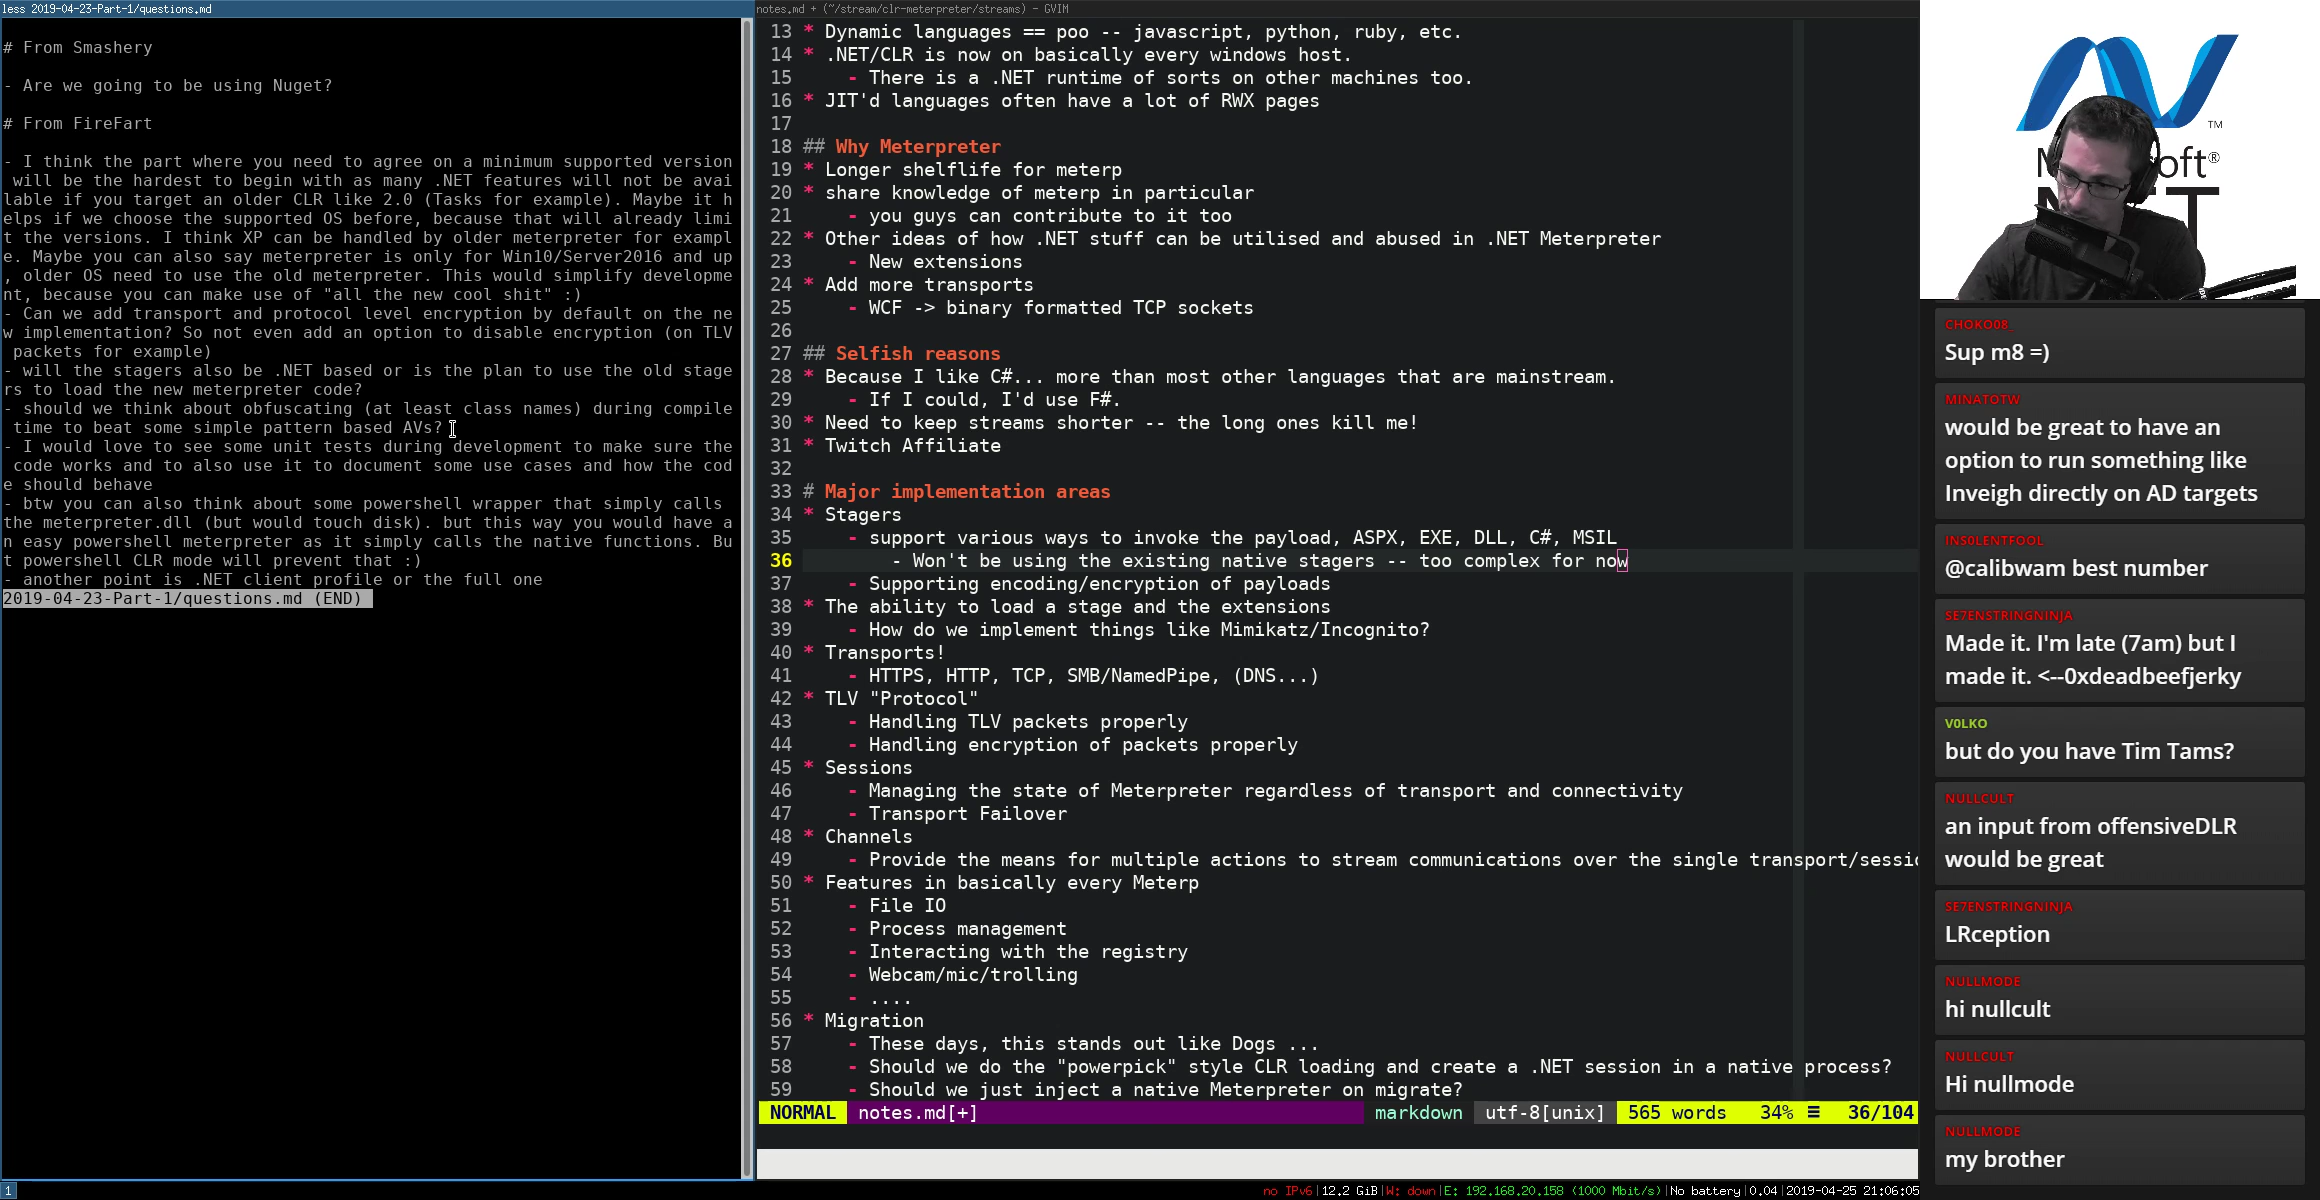 less 2019-04-23-Part-1/questions.md
# From Smashery
- Are we going to be using Nuget?
# From FireFart
- I think the part where you need to agree on a minimum supported version
 will be the hardest to begin with as many .NET features will not be avai
lable if you target an older CLR like 2.0 (Tasks for example). Maybe it h
elps if we choose the supported OS before, because that will already limi
t the versions. I think XP can be handled by older meterpreter for exampl
e. Maybe you can also say meterpreter is only for Win10/Server2016 and up
, older OS need to use the old meterpreter. This would simplify developme
nt, because you can make use of "all the new cool shit" :)
- Can we add transport and protocol level encryption by default on the ne
w implementation? So not even add an option to disable encryption (on TLV
 packets for example)
- will the stagers also be .NET based or is the plan to use the old stage
rs to load the new meterpreter code?
- should we think about obfuscating (at least class names) during compile
 time to beat some simple pattern based AVs?
- I would love to see some unit tests during development to make sure the
 code works and to also use it to document some use cases and how the cod
e should behave
- btw you can also think about some powershell wrapper that simply calls
the meterpreter.dll (but would touch disk). but this way you would have a
n easy powershell meterpreter as it simply calls the native functions. Bu
t powershell CLR mode will prevent that :)
- another point is .NET client profile or the full one
2019-04-23-Part-1/questions.md (END)
notes.md + (~/stream/clr-meterpreter/streams) - GVIM
13 * Dynamic languages == poo -- javascript, python, ruby, etc.
14 * .NET/CLR is now on basically every windows host.
15     - There is a .NET runtime of sorts on other machines too.
16 * JIT'd languages often have a lot of RWX pages
17
18 ## Why Meterpreter
19 * Longer shelflife for meterp
20 * share knowledge of meterp in particular
21     - you guys can contribute to it too
22 * Other ideas of how .NET stuff can be utilised and abused in .NET Meterpreter
23     - New extensions
24 * Add more transports
25     - WCF -> binary formatted TCP sockets
26
27 ## Selfish reasons
28 * Because I like C#... more than most other languages that are mainstream.
29     - If I could, I'd use F#.
30 * Need to keep streams shorter -- the long ones kill me!
31 * Twitch Affiliate
32
33 # Major implementation areas
34 * Stagers
35     - support various ways to invoke the payload, ASPX, EXE, DLL, C#, MSIL
36         - Won't be using the existing native stagers -- too complex for now
37     - Supporting encoding/encryption of payloads
38 * The ability to load a stage and the extensions
39     - How do we implement things like Mimikatz/Incognito?
40 * Transports!
41     - HTTPS, HTTP, TCP, SMB/NamedPipe, (DNS...)
42 * TLV "Protocol"
43     - Handling TLV packets properly
44     - Handling encryption of packets properly
45 * Sessions
46     - Managing the state of Meterpreter regardless of transport and connectivity
47     - Transport Failover
48 * Channels
49     - Provide the means for multiple actions to stream communications over the single transport/sessio
50 * Features in basically every Meterp
51     - File IO
52     - Process management
53     - Interacting with the registry
54     - Webcam/mic/trolling
55     - ....
56 * Migration
57     - These days, this stands out like Dogs ...
58     - Should we do the "powerpick" style CLR loading and create a .NET session in a native process?
59     - Should we just inject a native Meterpreter on migrate?
NORMAL notes.md[+] markdown utf-8[unix] 565 words 34% ≡ 36/104
TM
M soft®
NET
CHOKO08_
Sup m8 =)
MINATOTW
would be great to have an
option to run something like
Inveigh directly on AD targets
INS0LENTFOOL
@calibwam best number
SE7ENSTRINGNINJA
Made it. I'm late (7am) but I
made it. <--0xdeadbeefjerky
V0LKO
but do you have Tim Tams?
NULLCULT
an input from offensiveDLR
would be great
SE7ENSTRINGNINJA
LRception
NULLMODE
hi nullcult
NULLCULT
Hi nullmode
NULLMODE
my brother
1
no IPv6|12.2 GiB|W: down|E: 192.168.20.158 (1000 Mbit/s)|No battery|0.04|2019-04-25 21:06:05